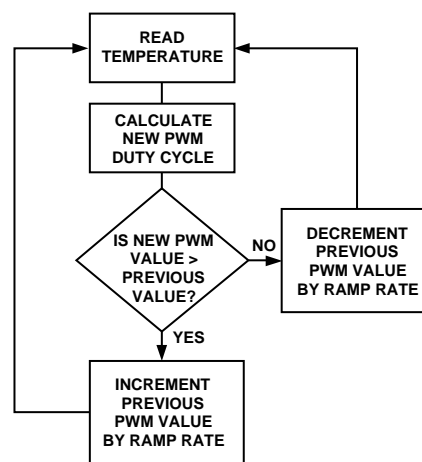 READ
TEMPERATURE
CALCULATE
NEW PWM
DUTY CYCLE
IS NEW PWM
VALUE >
PREVIOUS
VALUE?
NO
DECREMENT
PREVIOUS
PWM VALUE
BY RAMP RATE
YES
INCREMENT
PREVIOUS
PWM VALUE
BY RAMP RATE